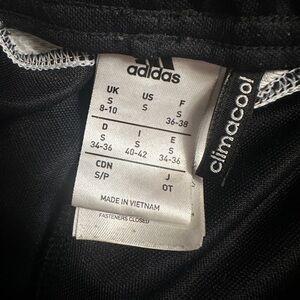 adidas
UK US F
S S S
8-10 36-38
D I E
S S S
34-36 40-42 34-36
CDN J
S/P OT
MADE IN VIETNAM
FASTENERS CLOSED
climacool